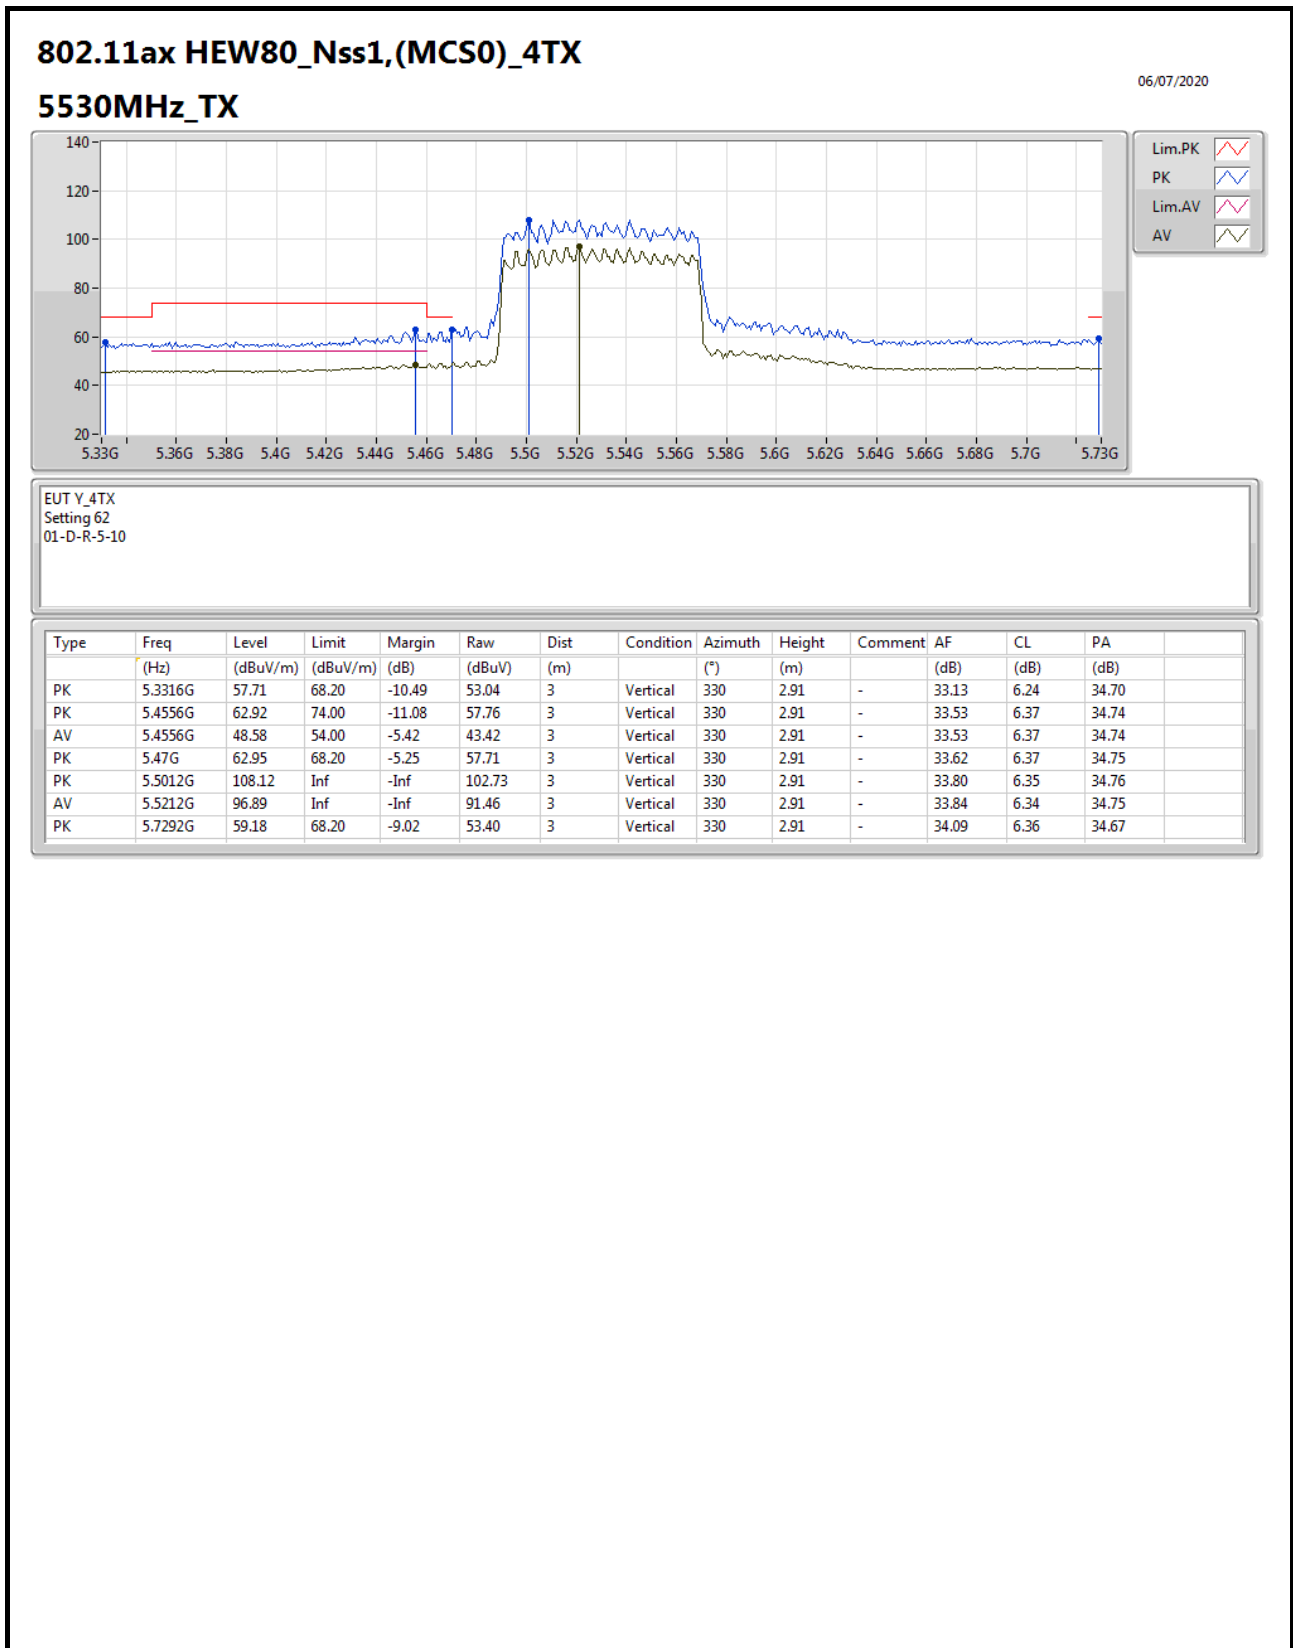 802.11ax HEW80_Nss1,(MCS0)_4TX
06/07/2020
5530MHz_TX
140
120
100
80
60
40
20
5.33G 5.36G 5.38G 5.4G 5.42G 5.44G 5.46G 5.48G 5.5G 5.52G 5.54G 5.56G 5.58G 5.6G 5.62G 5.64G 5.66G 5.68G 5.7G 5.73G
Lim.PK
PK
Lim.AV
AV
EUT Y_4TX
Setting 62
01-D-R-5-10
Type Freq Level Limit Margin Raw Dist Condition Azimuth Height Comment AF CL PA
(Hz) (dBuV/m) (dBuV/m) (dB) (dBuV) (m) (°) (m) (dB) (dB) (dB)
PK 5.3316G 57.71 68.20 -10.49 53.04 3 Vertical 330 2.91 - 33.13 6.24 34.70
PK 5.4556G 62.92 74.00 -11.08 57.76 3 Vertical 330 2.91 - 33.53 6.37 34.74
AV 5.4556G 48.58 54.00 -5.42 43.42 3 Vertical 330 2.91 - 33.53 6.37 34.74
PK 5.47G 62.95 68.20 -5.25 57.71 3 Vertical 330 2.91 - 33.62 6.37 34.75
PK 5.5012G 108.12 Inf -Inf 102.73 3 Vertical 330 2.91 - 33.80 6.35 34.76
AV 5.5212G 96.89 Inf -Inf 91.46 3 Vertical 330 2.91 - 33.84 6.34 34.75
PK 5.7292G 59.18 68.20 -9.02 53.40 3 Vertical 330 2.91 - 34.09 6.36 34.67